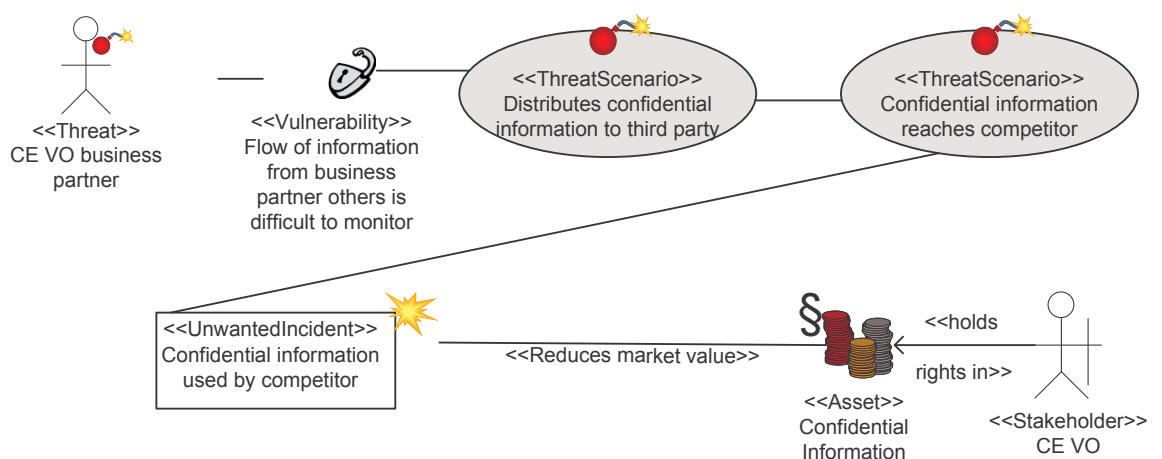 <<Threat>>
CE VO business
partner
<<Vulnerability>>
Flow of information
from business
partner others is
difficult to monitor
<<ThreatScenario>>
Distributes confidential
information to third party
<<ThreatScenario>>
Confidential information
reaches competitor
<<UnwantedIncident>>
Confidential information
used by competitor
<<Reduces market value>>
§
<<Asset>>
Confidential
Information
<<holds
rights in>>
<<Stakeholder>>
CE VO